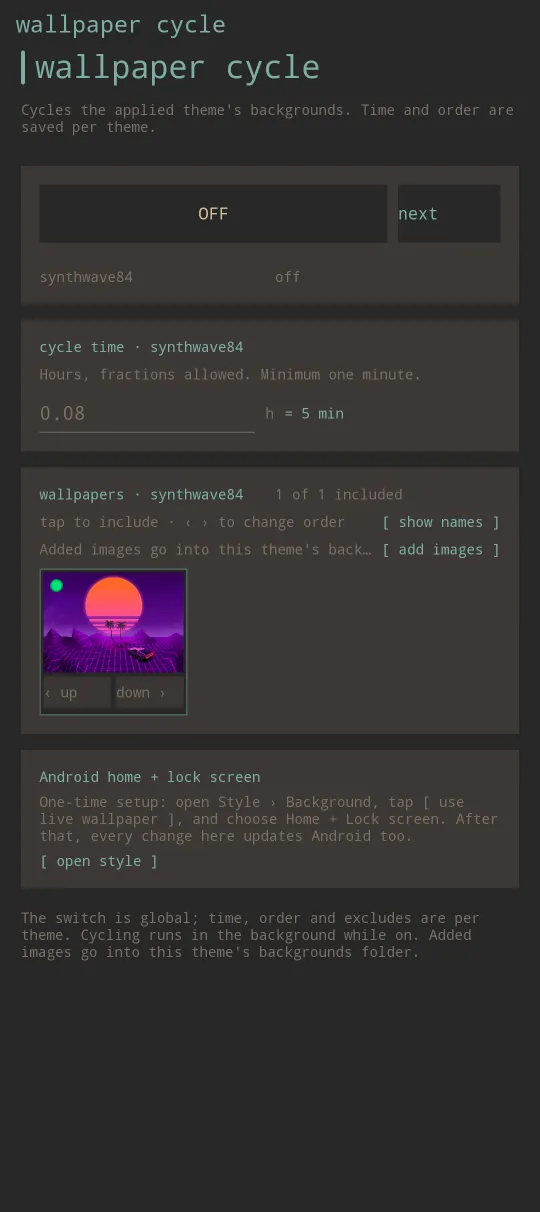 wallpaper cycle
wallpaper cycle
Cycles the applied theme's backgrounds. Time and order are
saved per theme.
OFF
next
synthwave84 off
cycle time · synthwave84
Hours, fractions allowed. Minimum one minute.
0.08 h = 5 min
wallpapers · synthwave84 1 of 1 included
tap to include · ‹ › to change order [ show names ]
Added images go into this theme's back… [ add images ]
‹ up down ›
Android home + lock screen
One-time setup: open Style › Background, tap [ use
live wallpaper ], and choose Home + Lock screen. After
that, every change here updates Android too.
[ open style ]
The switch is global; time, order and excludes are per
theme. Cycling runs in the background while on. Added
images go into this theme's backgrounds folder.